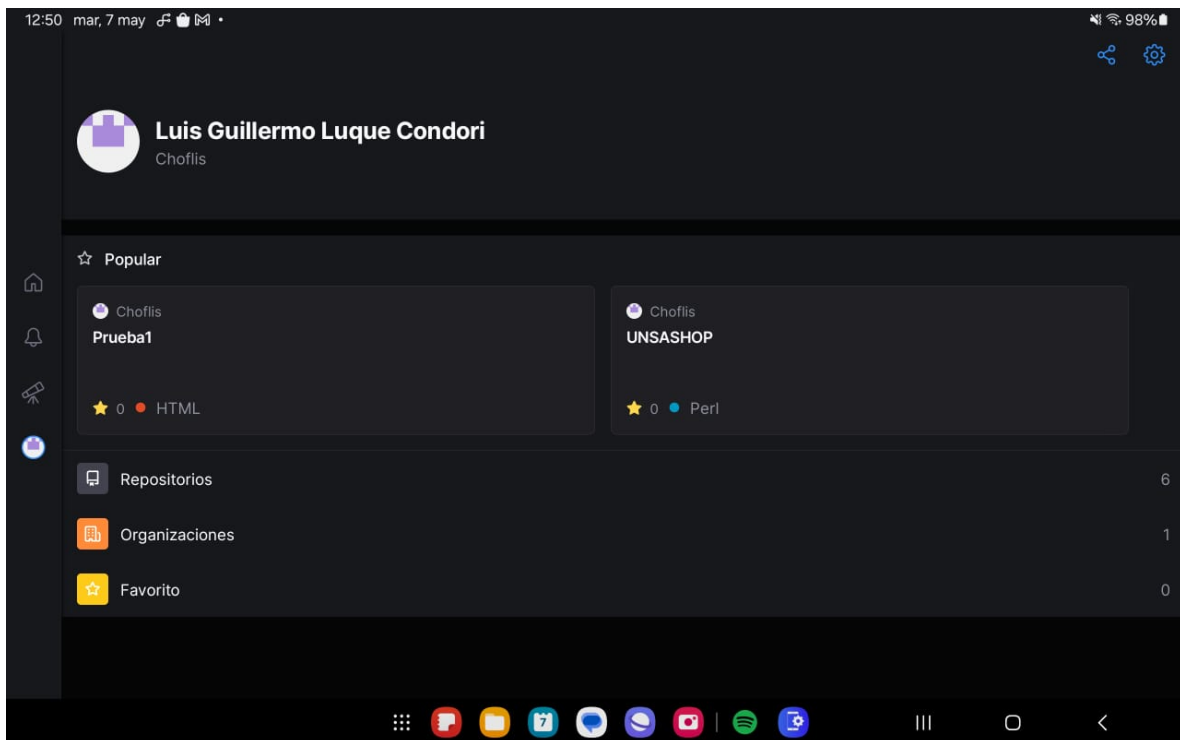 12:50 mar, 7 may
98%
Luis Guillermo Luque Condori
Choflis
Popular
Choflis
Prueba1
0 HTML
Choflis
UNSASHOP
0 Perl
Repositorios 6
Organizaciones 1
Favorito 0
7